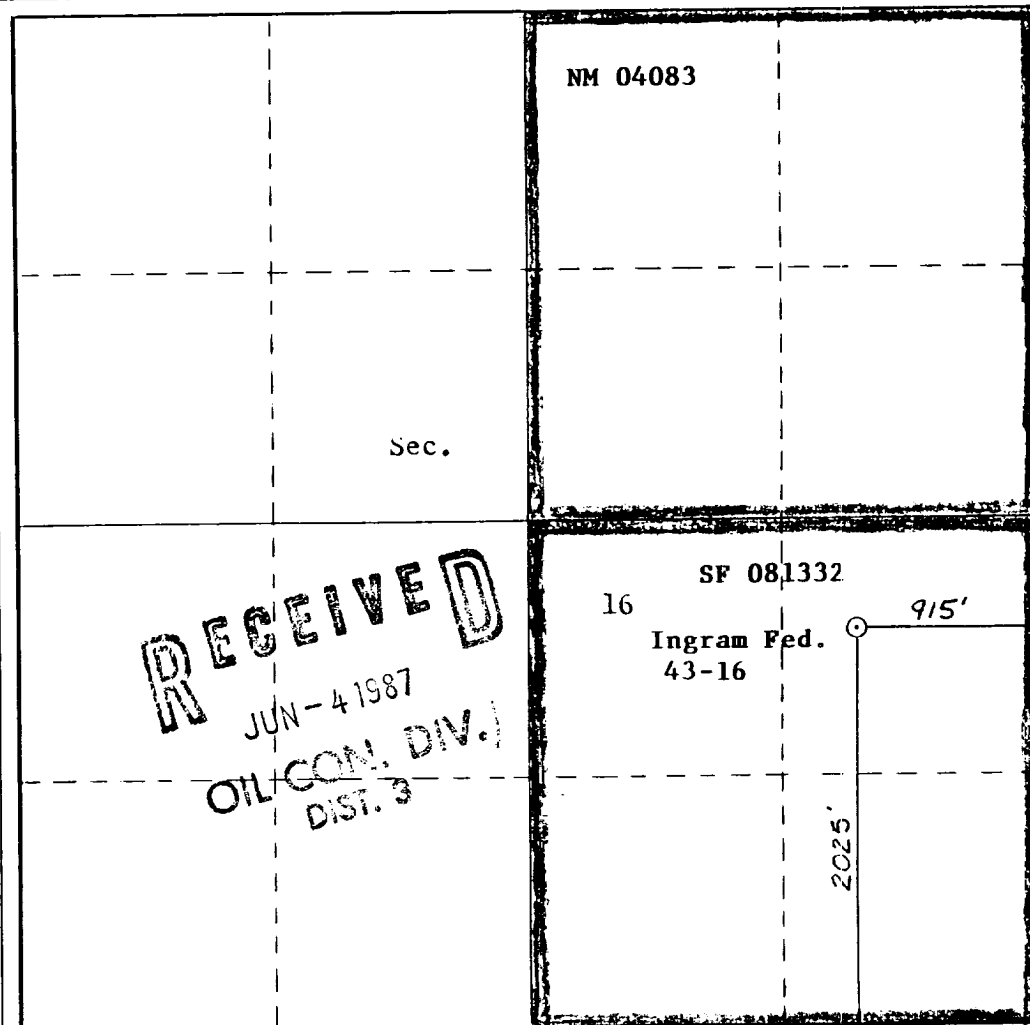 NM 04083
Sec.
SF 081332
16
915'
Ingram Fed.
43-16
RECEIVED
JUN-4 1987
OIL CON. DIV.
DIST. 3
2025'